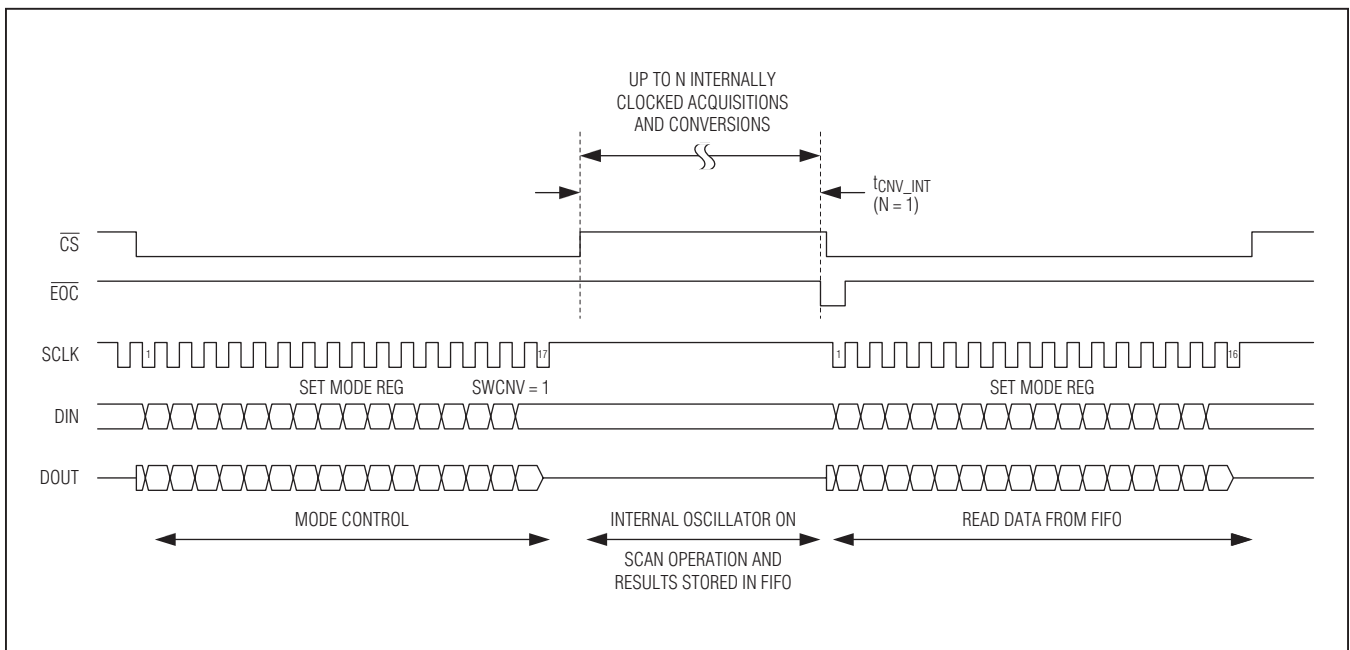 UP TO N INTERNALLY
CLOCKED ACQUISITIONS
AND CONVERSIONS
tCNV_INT
(N = 1)
CS
EOC
SCLK
1
17
1
16
SET MODE REG
SWCNV = 1
SET MODE REG
DIN
DOUT
MODE CONTROL
INTERNAL OSCILLATOR ON
READ DATA FROM FIFO
SCAN OPERATION AND
RESULTS STORED IN FIFO